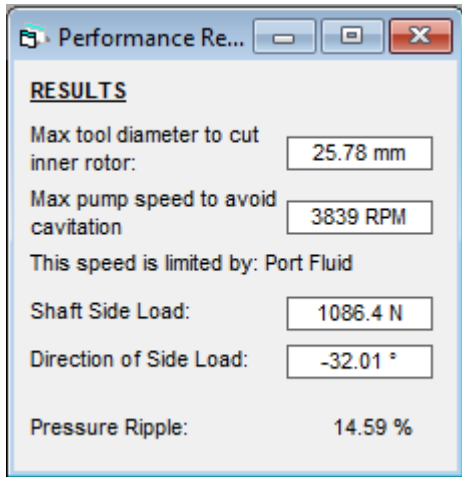 Performance Re...
RESULTS
Max tool diameter to cut
inner rotor:
25.78 mm
Max pump speed to avoid
cavitation
3839 RPM
This speed is limited by: Port Fluid
Shaft Side Load:
1086.4 N
Direction of Side Load:
-32.01 °
Pressure Ripple:
14.59 %